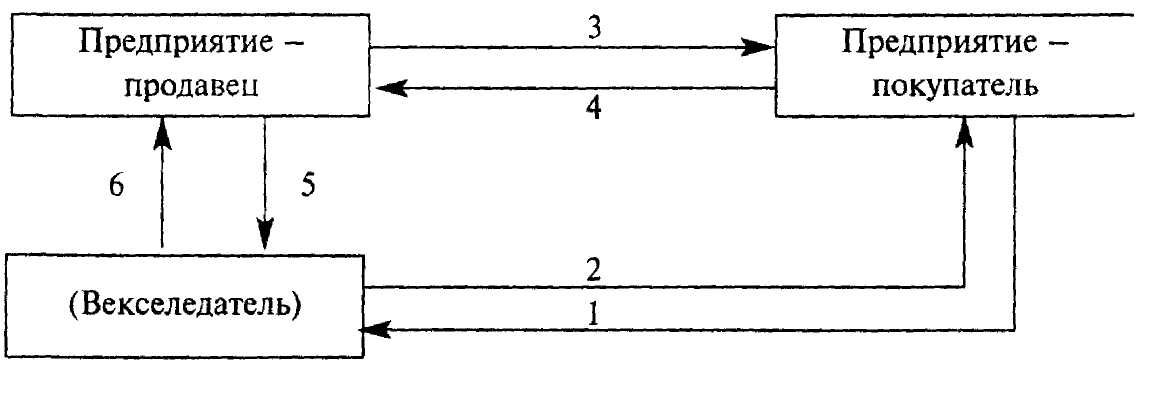 Предприятие –
продавец
3
4
Предприятие –
покупатель
6
5
(Векселедатель)
2
1